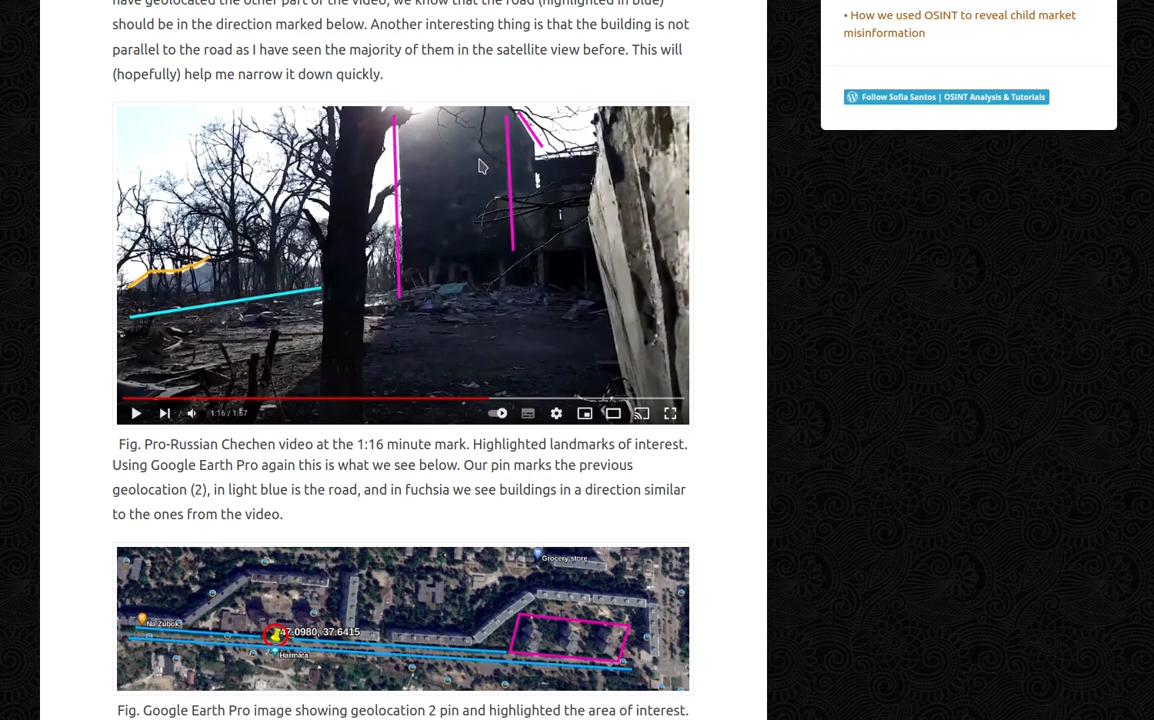 have geolocated the other part of the video, we know that the road (highlighted in blue)
should be in the direction marked below. Another interesting thing is that the building is not
parallel to the road as I have seen the majority of them in the satellite view before. This will
(hopefully) help me narrow it down quickly.
1:16 / 1:57
Fig. Pro-Russian Chechen video at the 1:16 minute mark. Highlighted landmarks of interest.
Using Google Earth Pro again this is what we see below. Our pin marks the previous
geolocation (2), in light blue is the road, and in fuchsia we see buildings in a direction similar
to the ones from the video.
Grocery store
Na Zubok
47.0980, 37.6415
Harmata
Fig. Google Earth Pro image showing geolocation 2 pin and highlighted the area of interest.
• How we used OSINT to reveal child market
misinformation
Follow Sofia Santos | OSINT Analysis & Tutorials